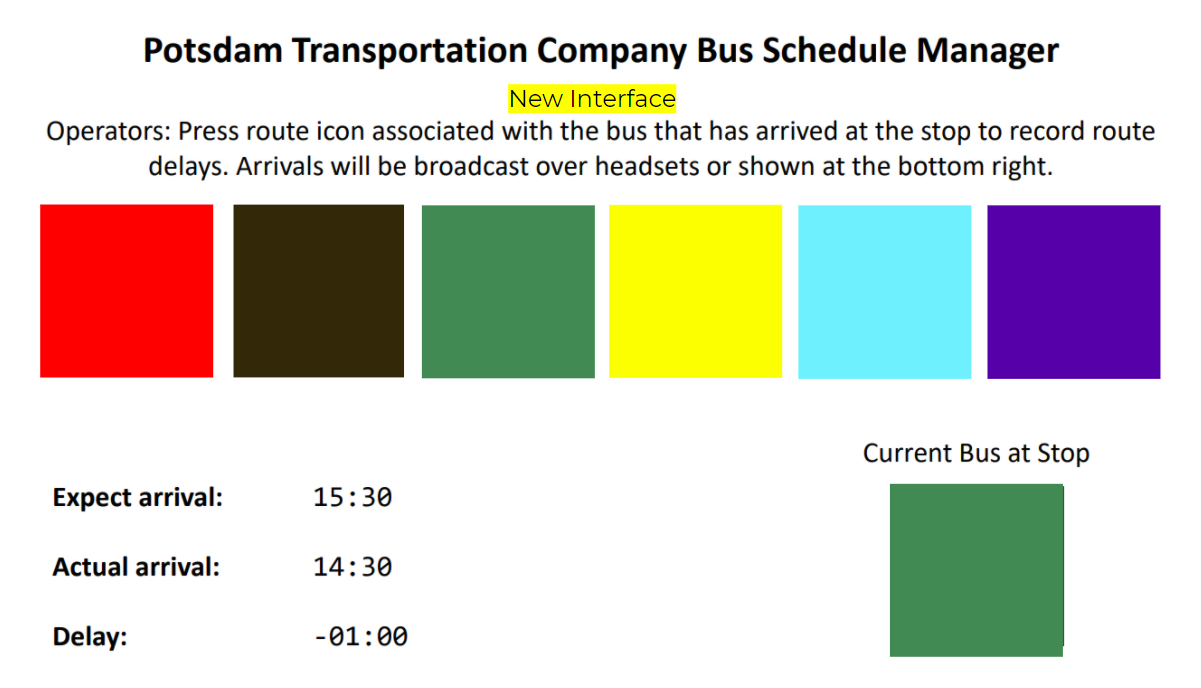 Potsdam Transportation Company Bus Schedule Manager
New Interface
Operators: Press route icon associated with the bus that has arrived at the stop to record route
delays. Arrivals will be broadcast over headsets or shown at the bottom right.
Current Bus at Stop
Expect arrival: 15:30
Actual arrival: 14:30
Delay: -01:00